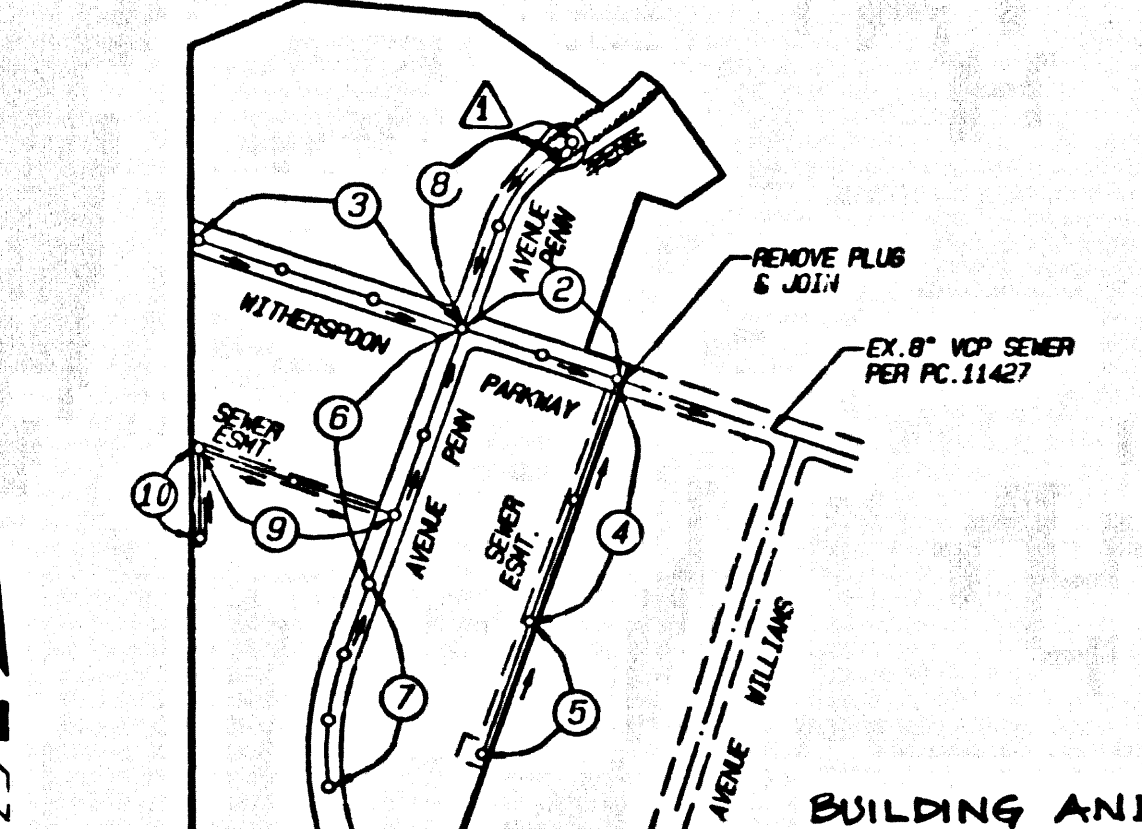 1
8
3
AVENUE
PENN
2
REMOVE PLUG
& JOIN
WITHERSPOON
EX.8" VCP SEWER
PER PC.11427
PARKWAY
6
SEWER
ESMT.
AVENUE PENN
10
9
SEWER
ESMT.
4
7
5
AVENUE WILLIAMS
BUILDING AN